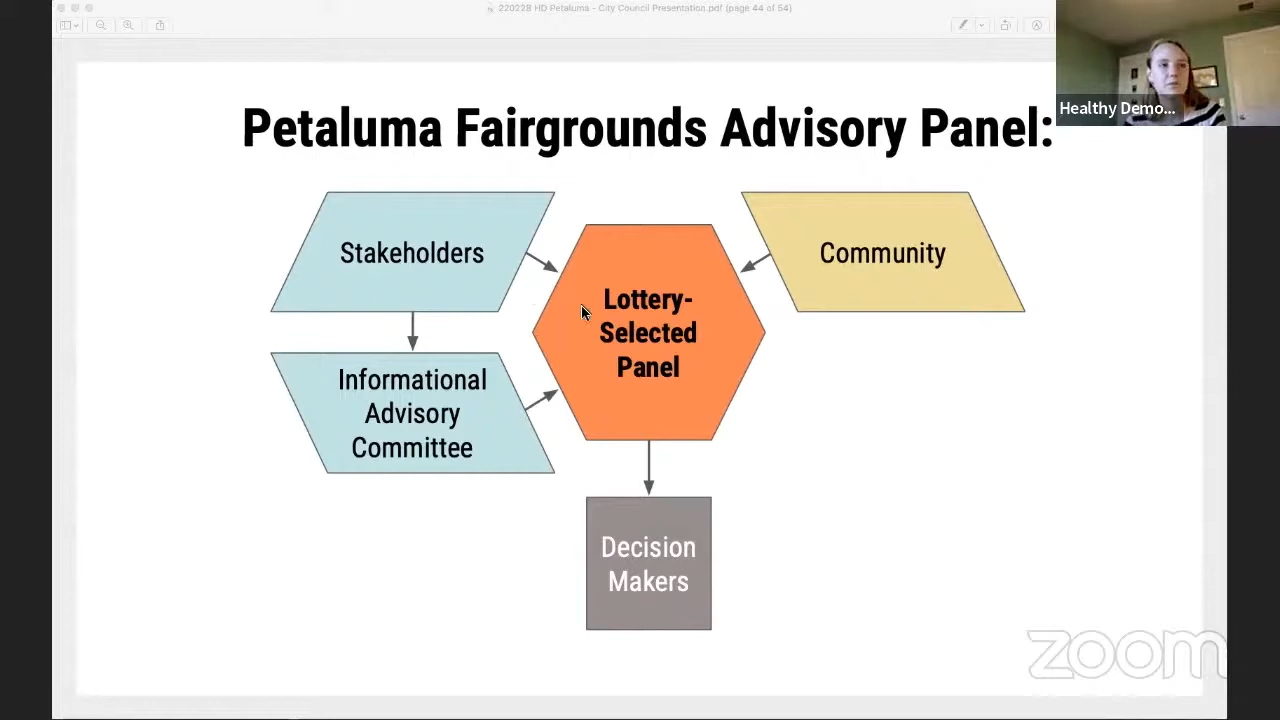 220228 HD Petaluma - City Council Presentation.pdf (page 44 of 54)
Healthy Demo...
Petaluma Fairgrounds Advisory Panel:
Stakeholders
Community
Lottery-
Selected
Panel
Informational
Advisory
Committee
Decision
Makers
zoom